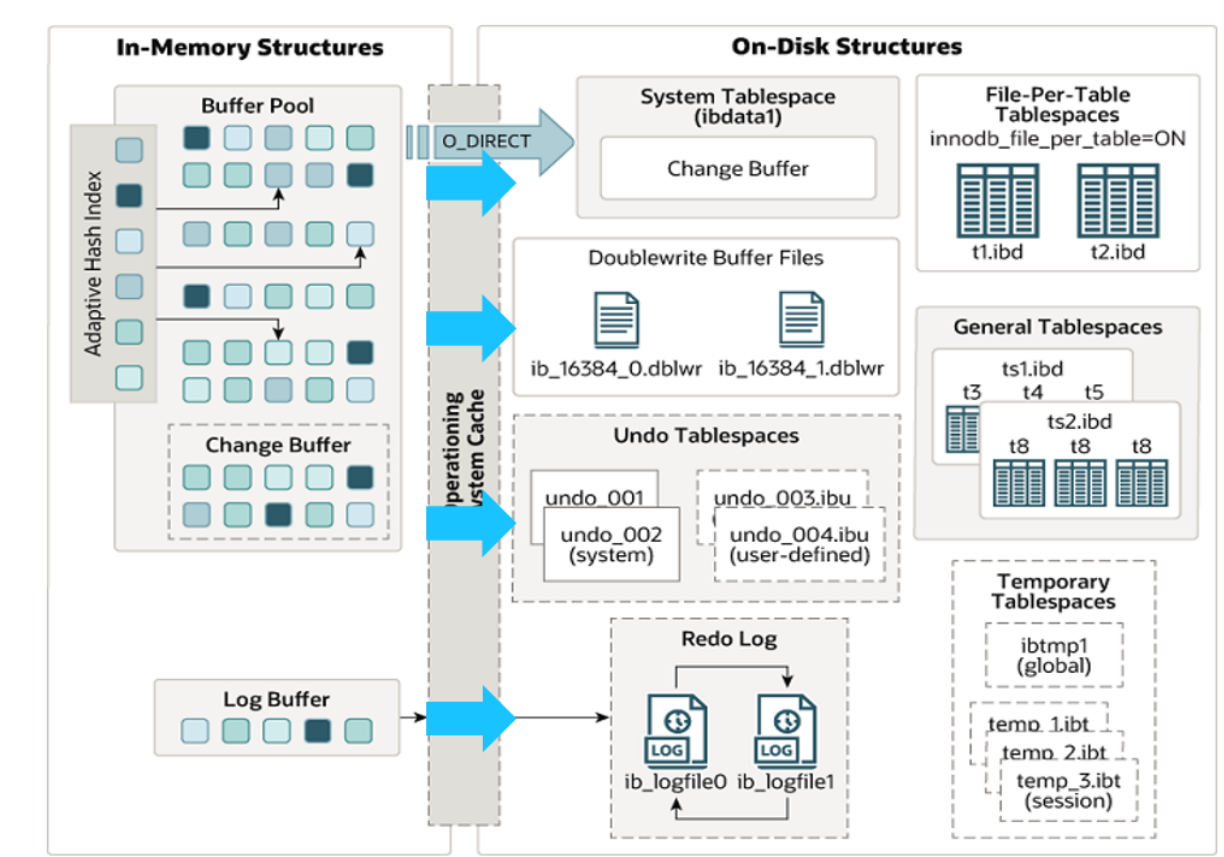 In-Memory Structures
Buffer Pool
Adaptive Hash Index
Change Buffer
Log Buffer
Operationing
System Cache
On-Disk Structures
O_DIRECT
System Tablespace
(ibdata1)
Change Buffer
Doublewrite Buffer Files
ib_16384_0.dblwr
ib_16384_1.dblwr
Undo Tablespaces
undo_001
undo_002
(system)
undo_003.ibu
undo_004.ibu
(user-defined)
Redo Log
LOG
LOG
ib_logfile0
ib_logfile1
File-Per-Table
Tablespaces
innodb_file_per_table=ON
t1.ibd
t2.ibd
General Tablespaces
ts1.ibd
t3 t4 t5
ts2.ibd
t8 t8 t8
Temporary
Tablespaces
ibtmp1
(global)
temp_1.ibt
temp_2.ibt
temp_3.ibt
(session)